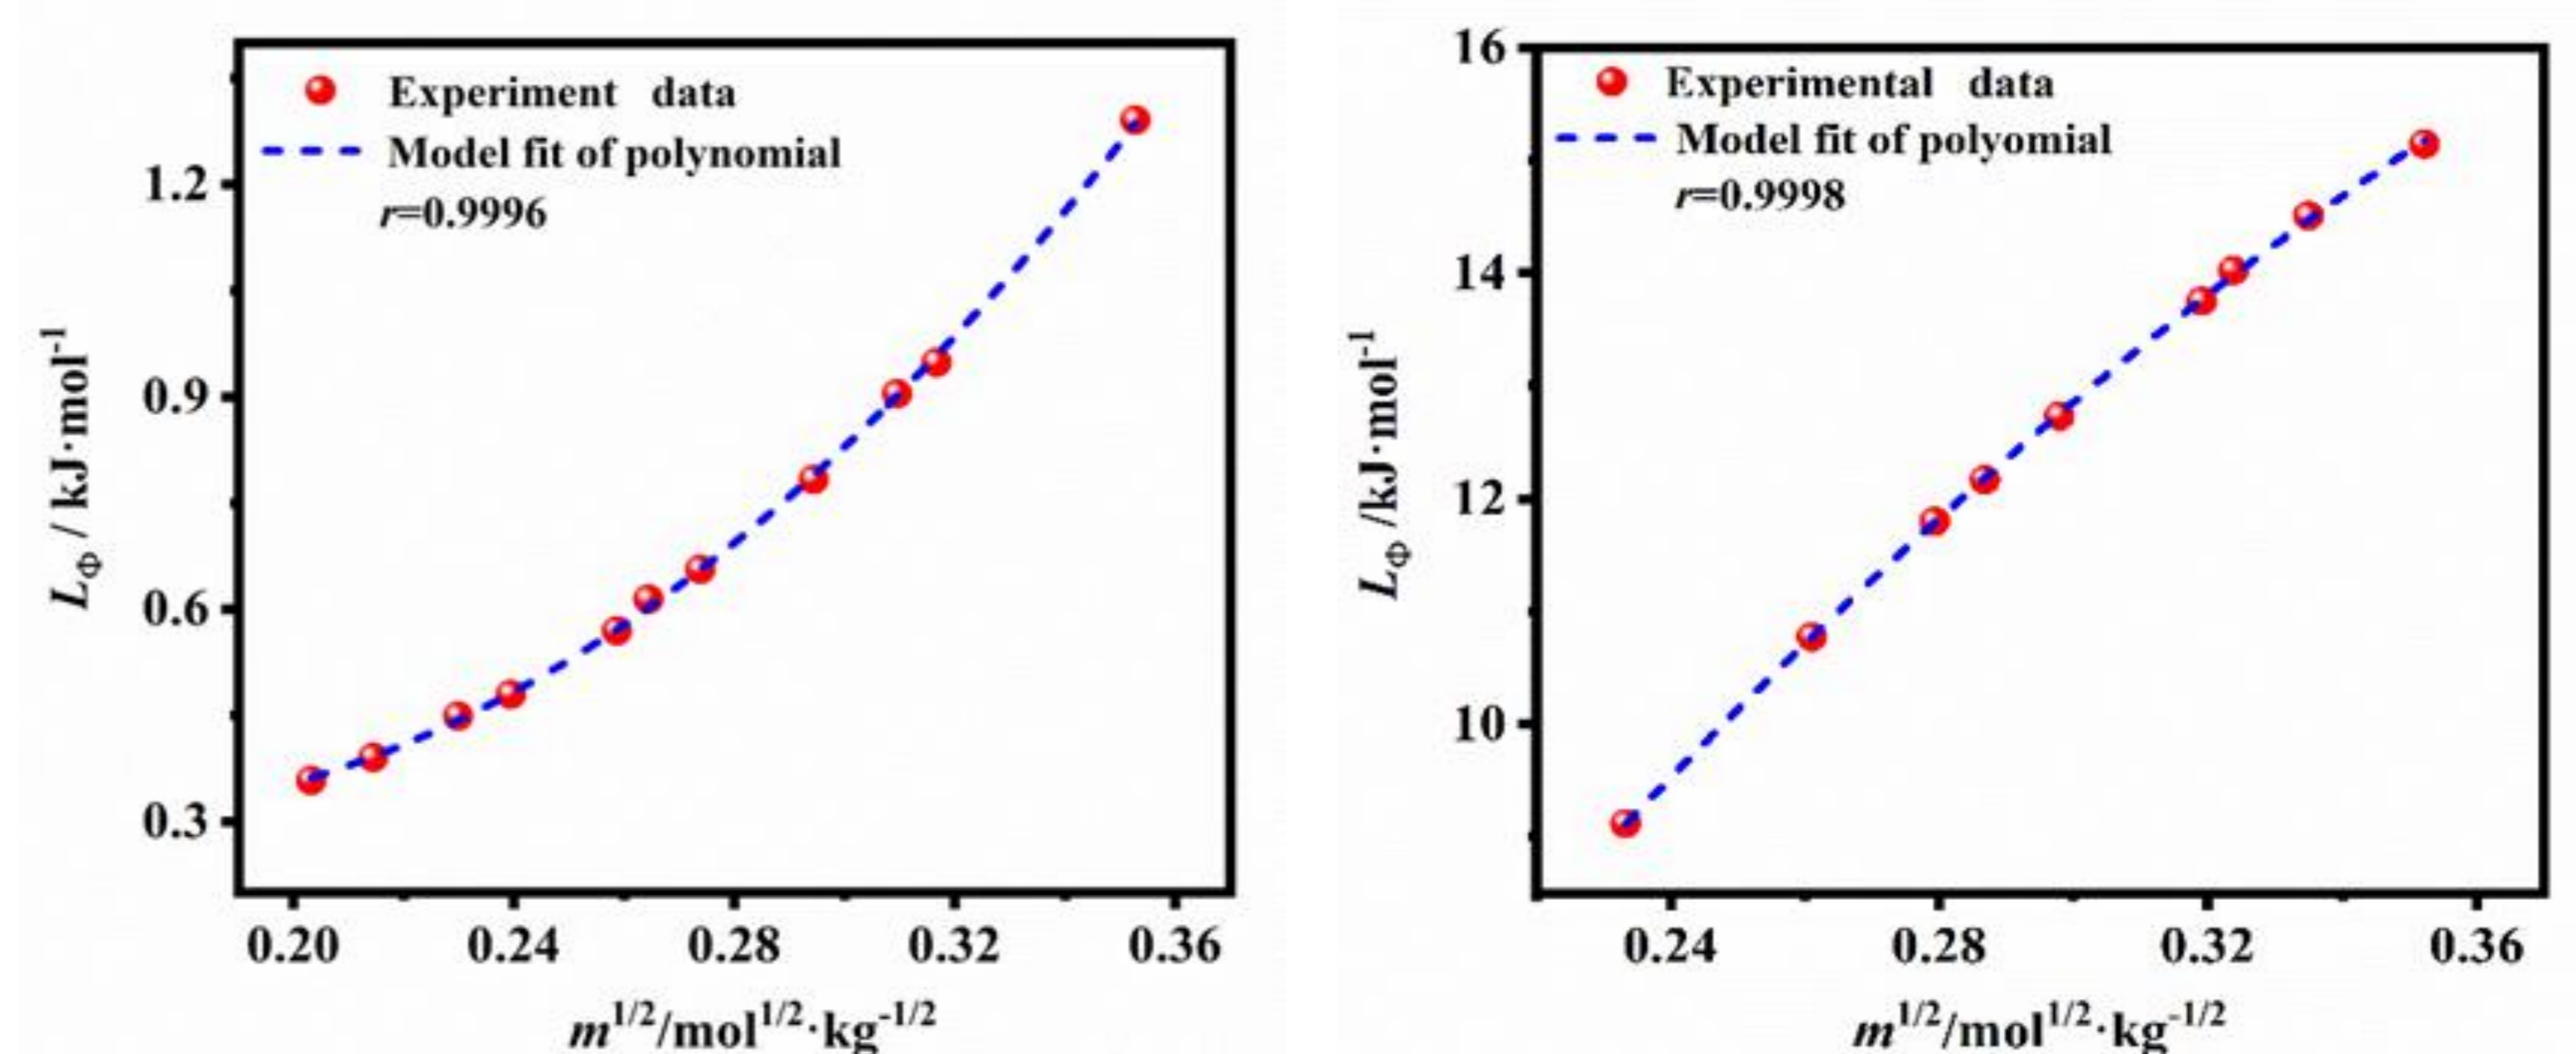 Experiment data
Model fit of polynomial
r=0.9996
1.2
0.9
0.6
0.3
LΦ / kJ·mol-1
0.20 0.24 0.28 0.32 0.36
m1/2/mol1/2·kg-1/2
Experimental data
Model fit of polyomial
r=0.9998
16
14
12
10
LΦ /kJ·mol-1
0.24 0.28 0.32 0.36
m1/2/mol1/2·kg-1/2